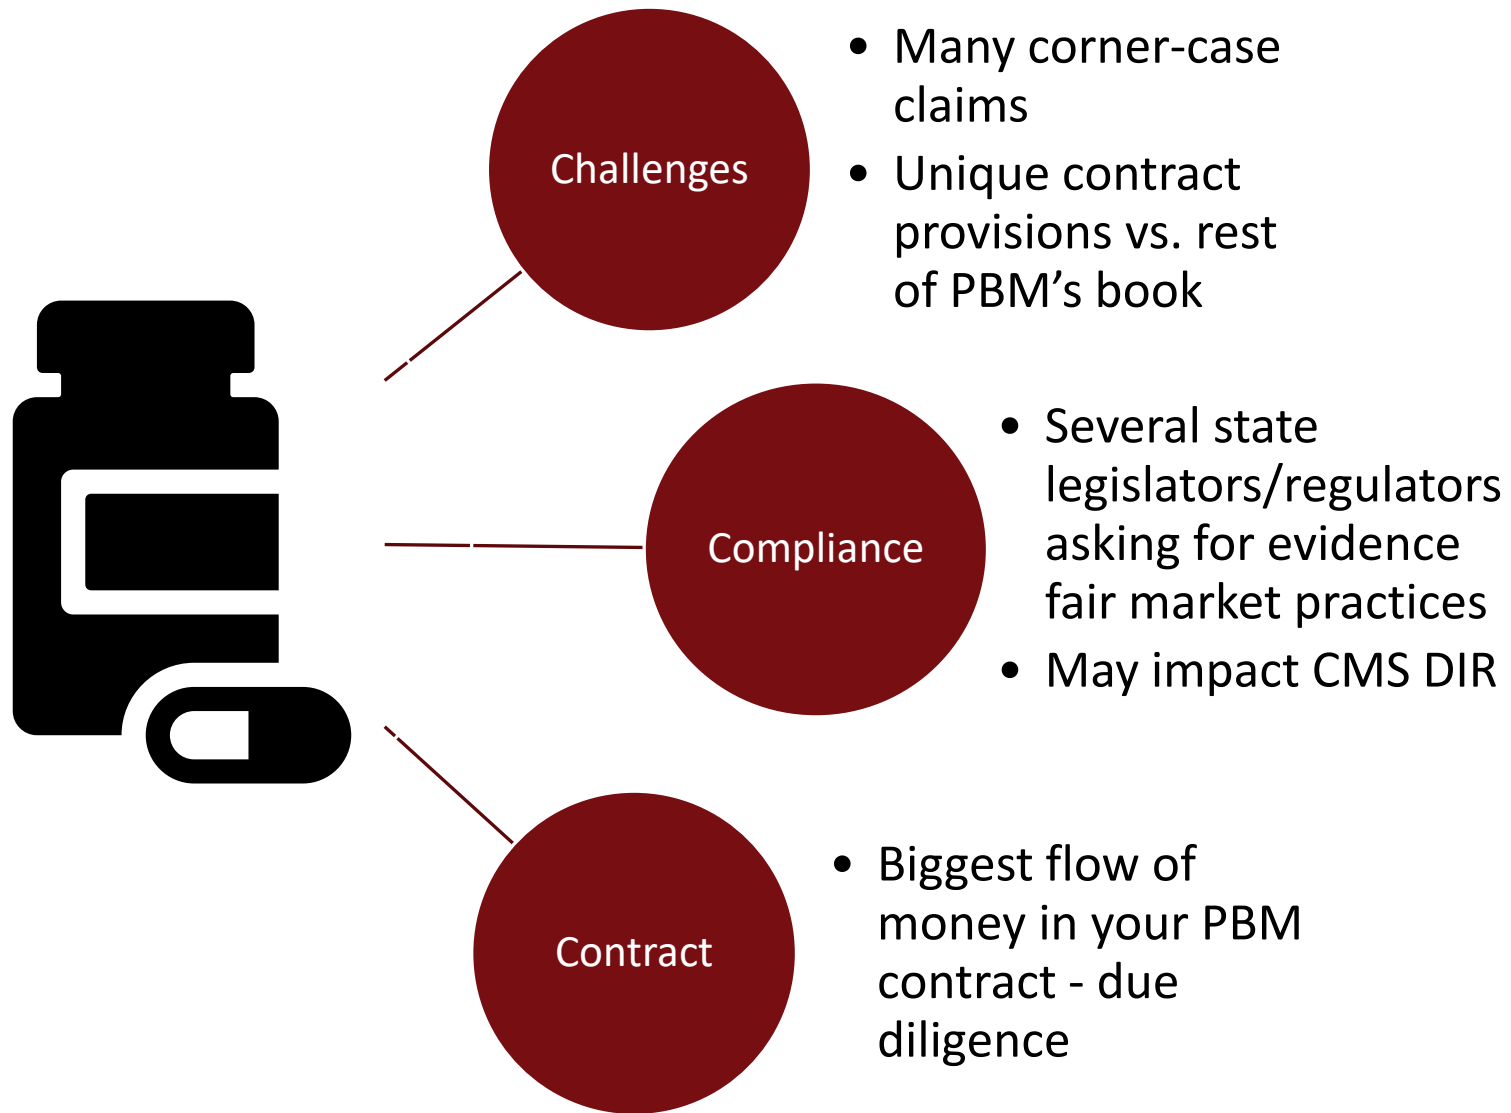 Challenges
• Many corner-case
claims
• Unique contract
provisions vs. rest
of PBM’s book
Compliance
• Several state
legislators/regulators
asking for evidence
fair market practices
• May impact CMS DIR
Contract
• Biggest flow of
money in your PBM
contract - due
diligence